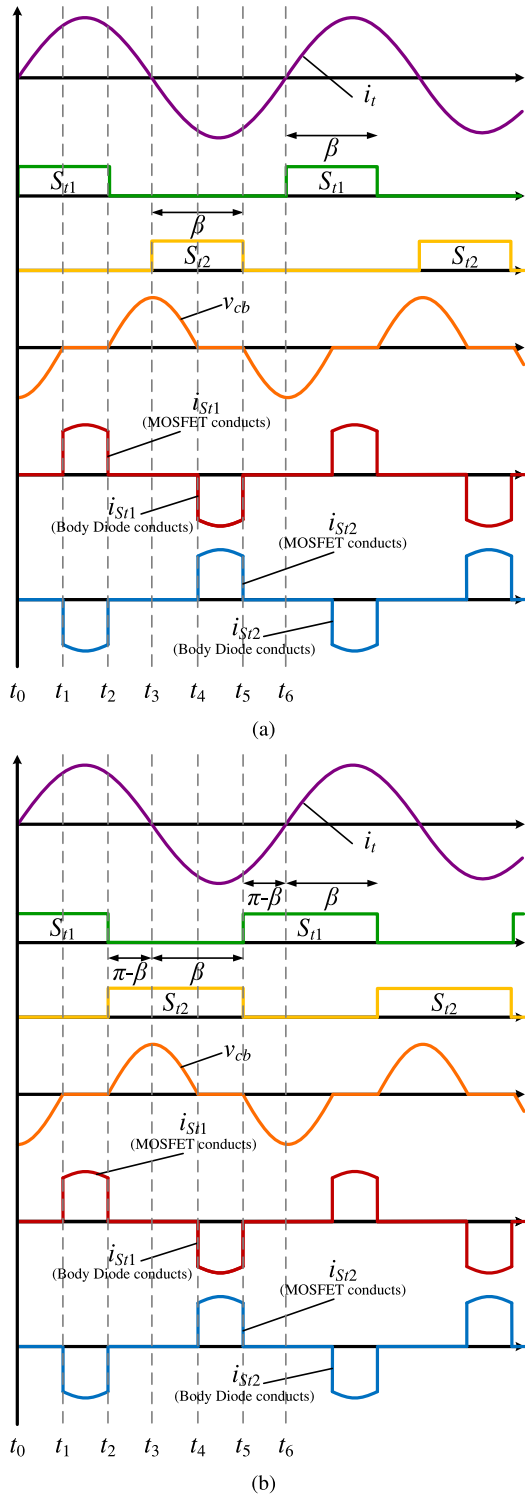 i_t
β
S_t1 S_t1
β
S_t2 S_t2
v_cb
i_St1
(MOSFET conducts)
i_St1
(Body Diode conducts)
i_St2
(MOSFET conducts)
i_St2
(Body Diode conducts)
t_0 t_1 t_2 t_3 t_4 t_5 t_6
(a)
i_t
π-β β
S_t1 S_t1
π-β β
S_t2 S_t2
v_cb
i_St1
(MOSFET conducts)
i_St1
(Body Diode conducts)
i_St2
(MOSFET conducts)
i_St2
(Body Diode conducts)
t_0 t_1 t_2 t_3 t_4 t_5 t_6
(b)